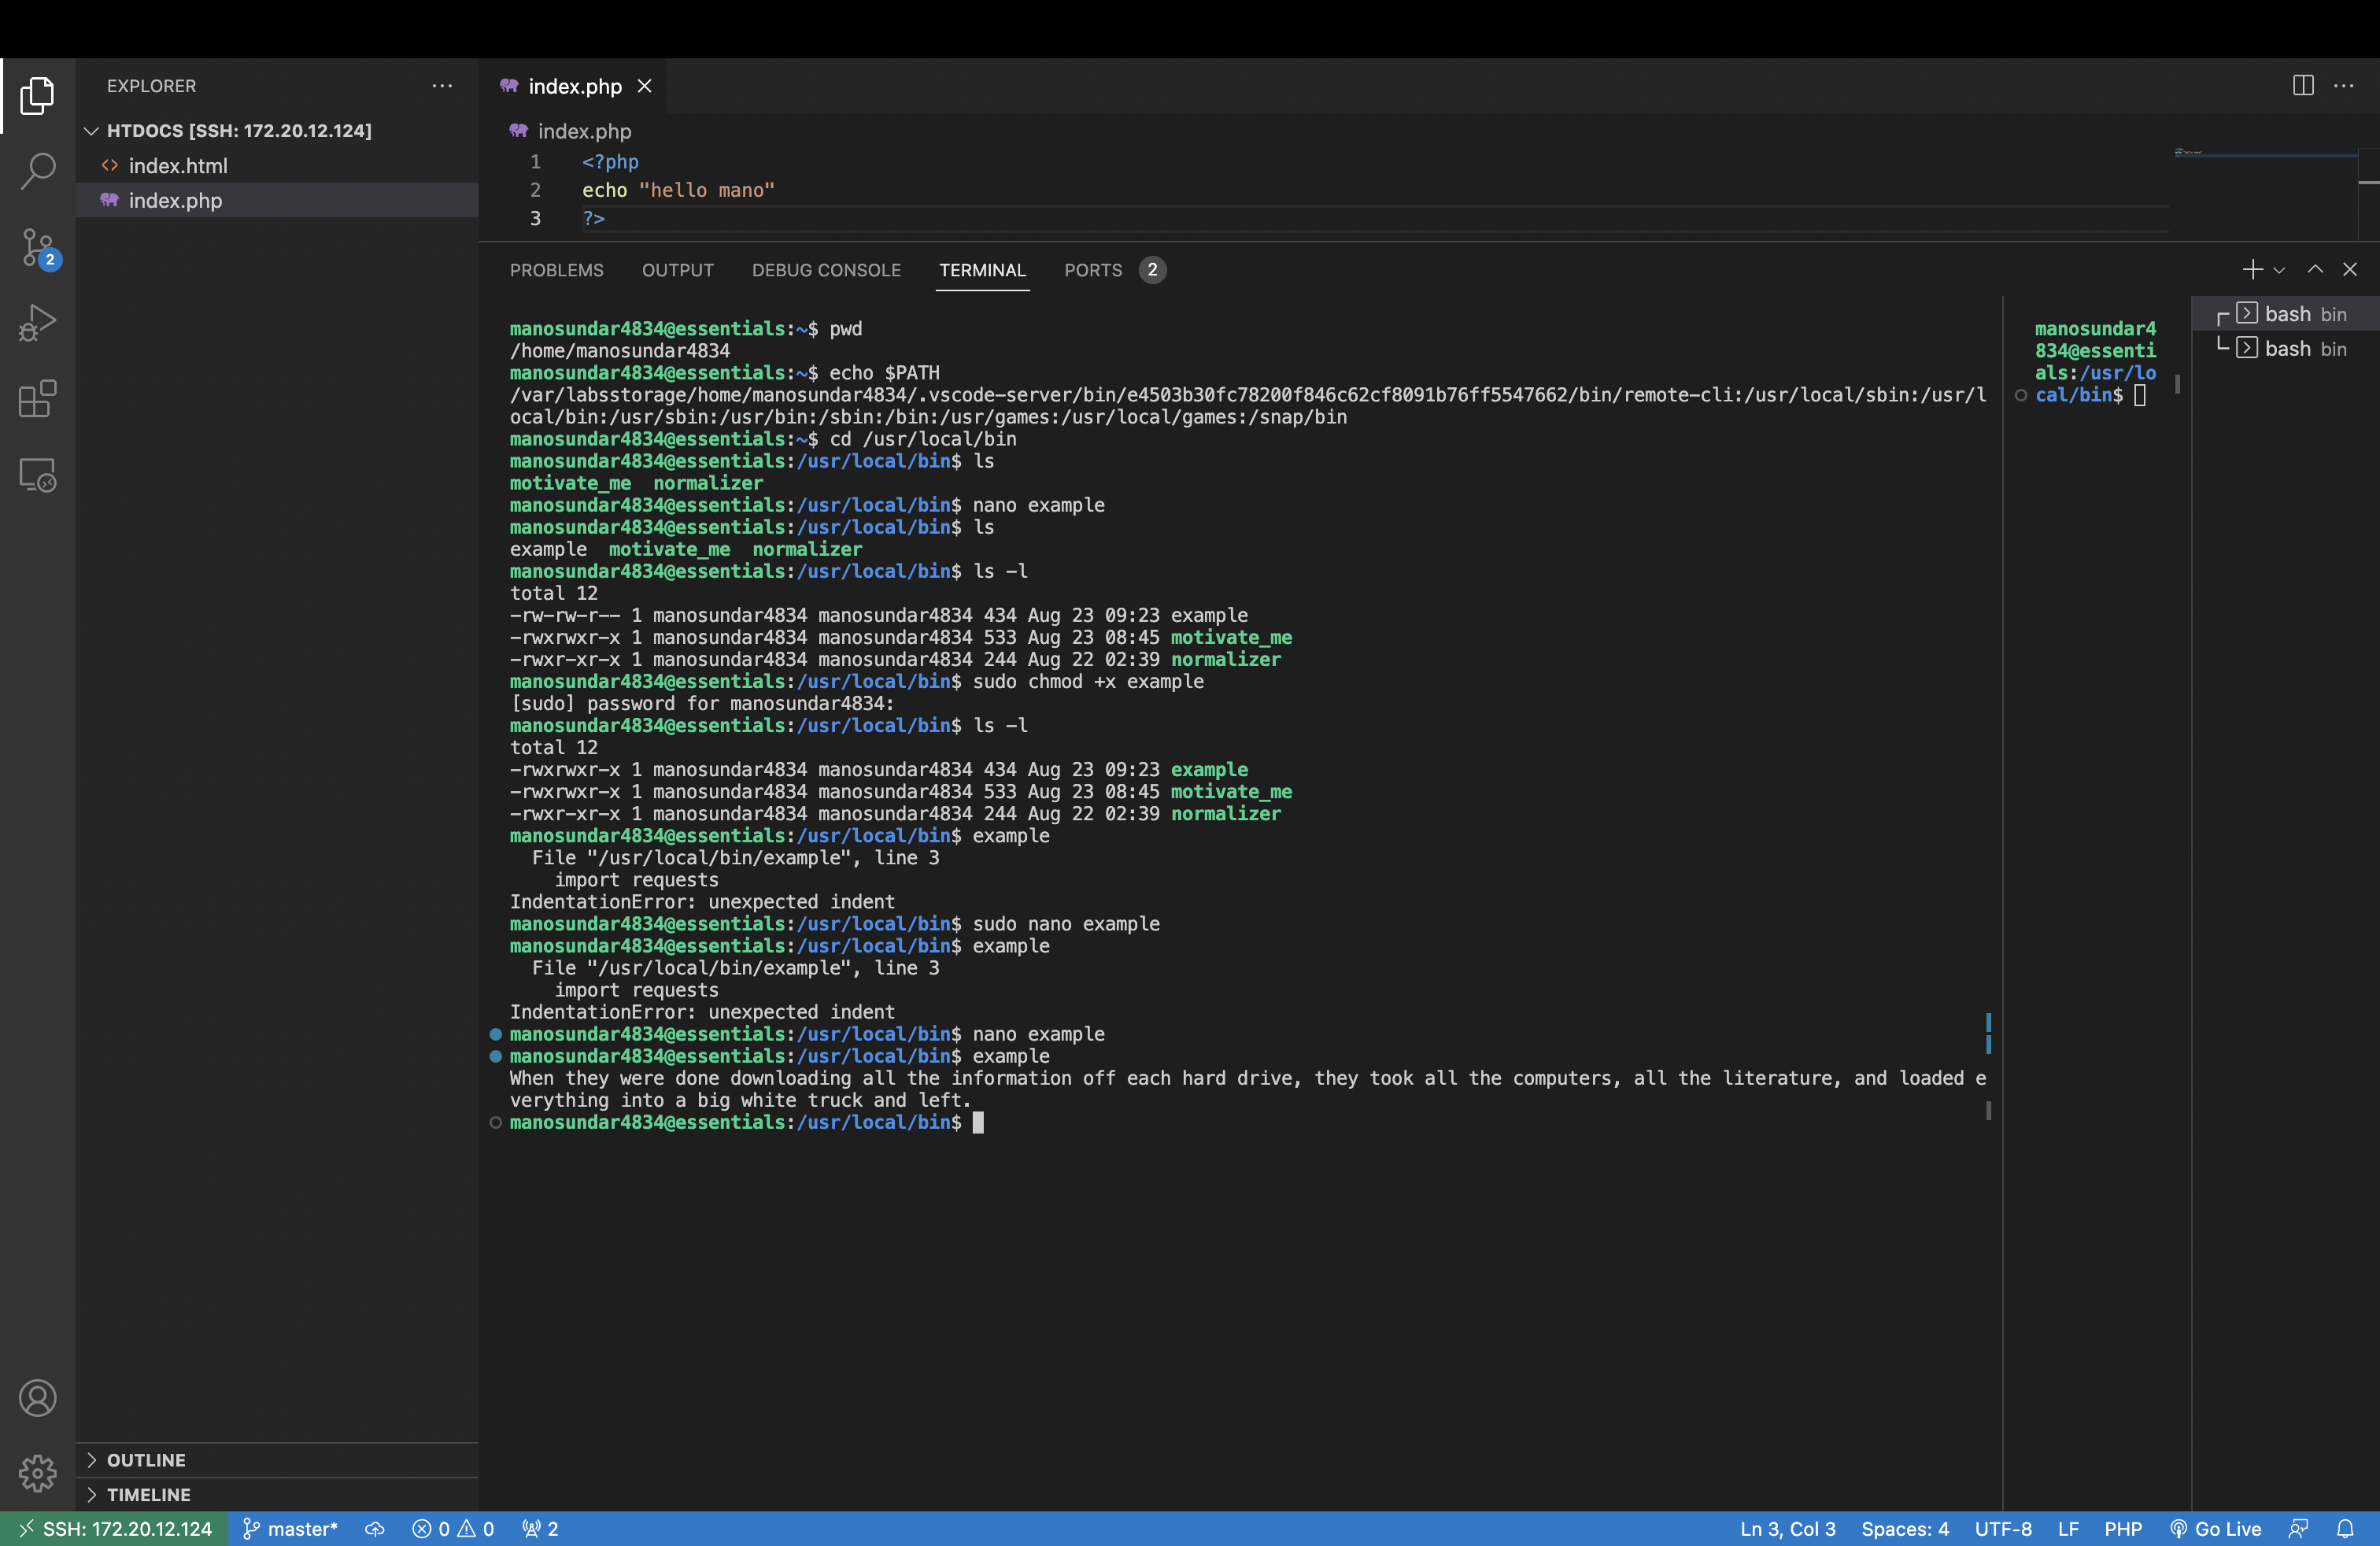 EXPLORER
HTDOCS [SSH: 172.20.12.124]
index.html
index.php
OUTLINE
TIMELINE
index.php
index.php
1 <?php
2 echo "hello mano"
3 ?>
PROBLEMS OUTPUT DEBUG CONSOLE TERMINAL PORTS 2
manosundar4834@essentials:~$ pwd
/home/manosundar4834
manosundar4834@essentials:~$ echo $PATH
/var/labsstorage/home/manosundar4834/.vscode-server/bin/e4503b30fc78200f846c62cf8091b76ff5547662/bin/remote-cli:/usr/local/sbin:/usr/l
ocal/bin:/usr/sbin:/usr/bin:/sbin:/bin:/usr/games:/usr/local/games:/snap/bin
manosundar4834@essentials:~$ cd /usr/local/bin
manosundar4834@essentials:/usr/local/bin$ ls
motivate_me  normalizer
manosundar4834@essentials:/usr/local/bin$ nano example
manosundar4834@essentials:/usr/local/bin$ ls
example  motivate_me  normalizer
manosundar4834@essentials:/usr/local/bin$ ls -l
total 12
-rw-rw-r-- 1 manosundar4834 manosundar4834 434 Aug 23 09:23 example
-rwxrwxr-x 1 manosundar4834 manosundar4834 533 Aug 23 08:45 motivate_me
-rwxr-xr-x 1 manosundar4834 manosundar4834 244 Aug 22 02:39 normalizer
manosundar4834@essentials:/usr/local/bin$ sudo chmod +x example
[sudo] password for manosundar4834:
manosundar4834@essentials:/usr/local/bin$ ls -l
total 12
-rwxrwxr-x 1 manosundar4834 manosundar4834 434 Aug 23 09:23 example
-rwxrwxr-x 1 manosundar4834 manosundar4834 533 Aug 23 08:45 motivate_me
-rwxr-xr-x 1 manosundar4834 manosundar4834 244 Aug 22 02:39 normalizer
manosundar4834@essentials:/usr/local/bin$ example
  File "/usr/local/bin/example", line 3
    import requests
IndentationError: unexpected indent
manosundar4834@essentials:/usr/local/bin$ sudo nano example
manosundar4834@essentials:/usr/local/bin$ example
  File "/usr/local/bin/example", line 3
    import requests
IndentationError: unexpected indent
manosundar4834@essentials:/usr/local/bin$ nano example
manosundar4834@essentials:/usr/local/bin$ example
When they were done downloading all the information off each hard drive, they took all the computers, all the literature, and loaded e
verything into a big white truck and left.
manosundar4834@essentials:/usr/local/bin$
manosundar4
834@essenti
als:/usr/lo
cal/bin$
bash bin
bash bin
2
SSH: 172.20.12.124 master* 0 0 2 Ln 3, Col 3 Spaces: 4 UTF-8 LF PHP Go Live